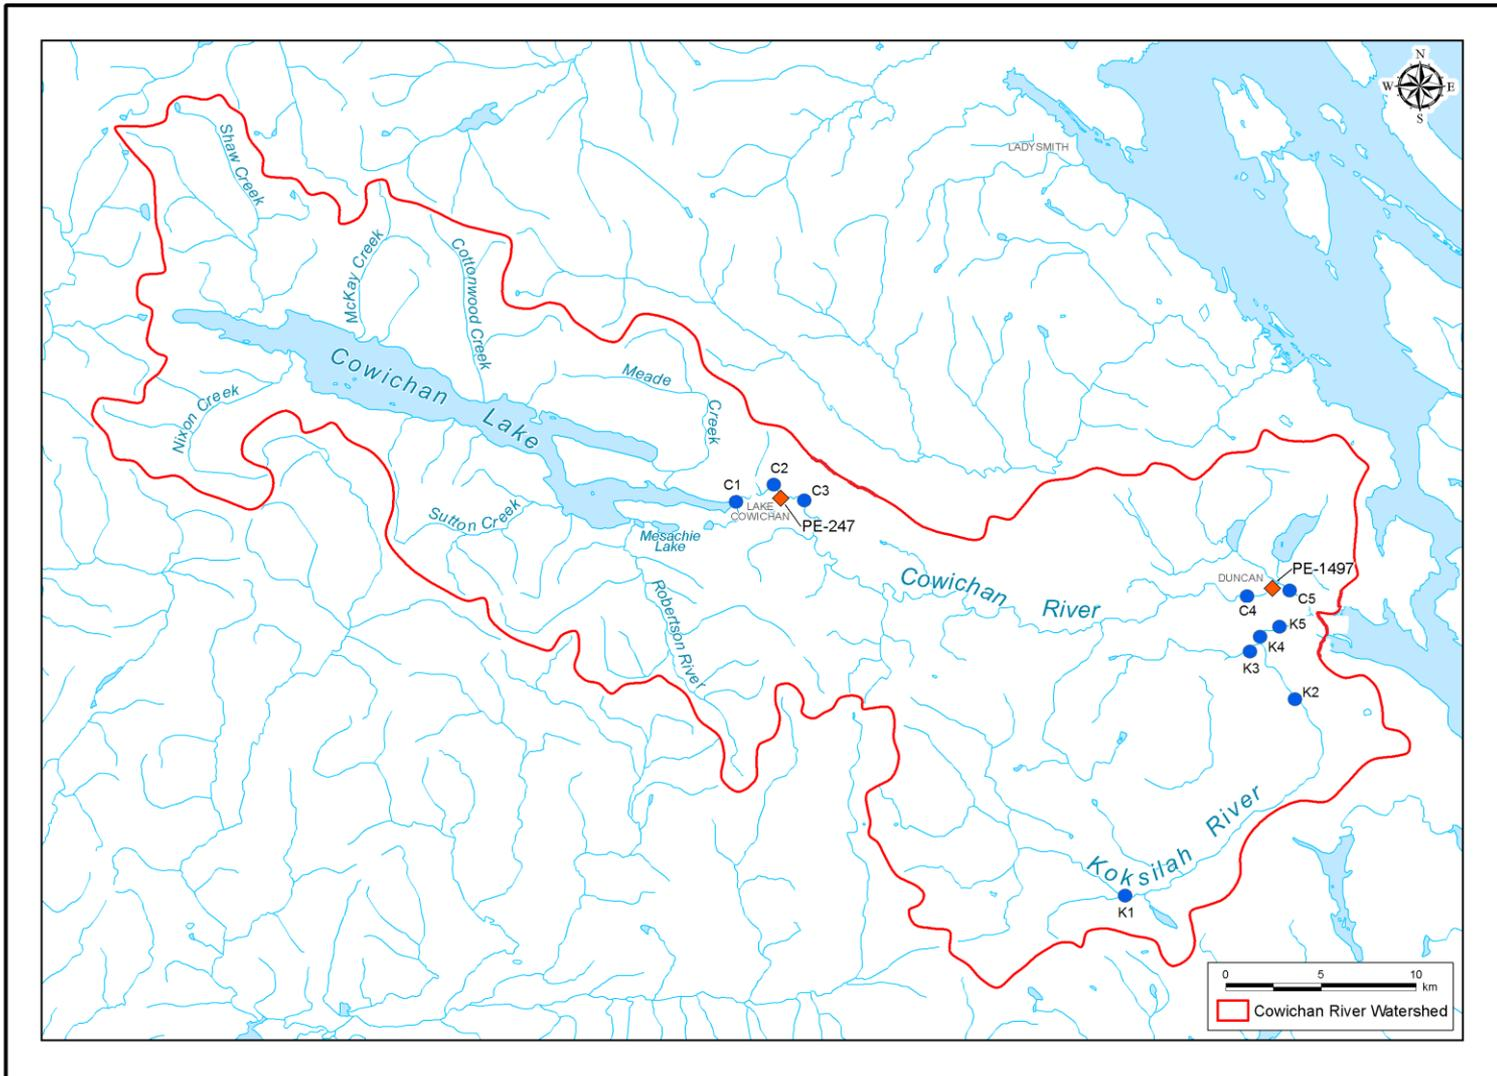 N
W E
S
LADYSMITH
Shaw Creek
McKay Creek
Cottonwood Creek
Cowichan
Lake
Meade
Creek
Nixon Creek
Sutton Creek
C1
C2
C3
LAKE
COWICHAN
PE-247
Mesachie
Lake
Robertson River
Cowichan
River
DUNCAN
PE-1497
C4
C5
K5
K4
K3
K2
Koksilah River
K1
0 5 10
km
Cowichan River Watershed